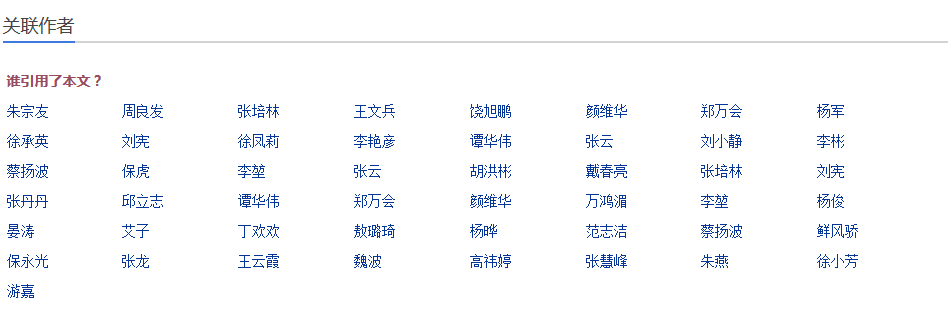 关联作者
谁引用了本文？
朱宗友 周良发 张培林 王文兵 饶旭鹏 颜维华 郑万会 杨军
徐承英 刘宪 徐凤莉 李艳彦 谭华伟 张云 刘小静 李彬
蔡扬波 保虎 李堃 张云 胡洪彬 戴春亮 张培林 刘宪
张丹丹 邱立志 谭华伟 郑万会 颜维华 万鸿湄 李堃 杨俊
晏涛 艾子 丁欢欢 敖璐琦 杨晔 范志洁 蔡扬波 鲜风骄
保永光 张龙 王云霞 魏波 高祎婷 张慧峰 朱燕 徐小芳
游嘉